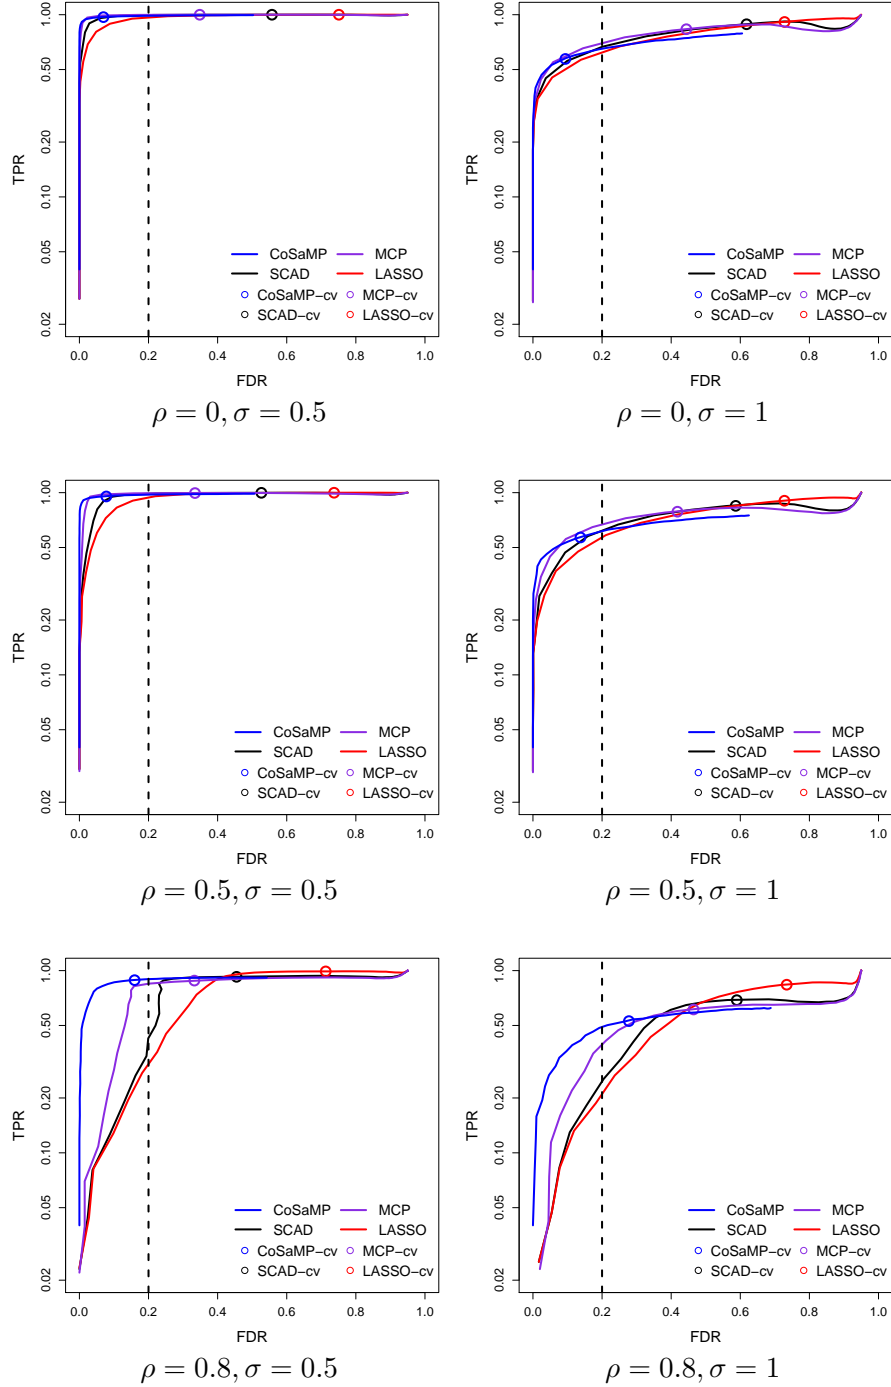 1.00
0.50
0.20
0.10
0.05
0.02
TPR
0.0 0.2 0.4 0.6 0.8 1.0
FDR
CoSaMP MCP
SCAD LASSO
CoSaMP-cv MCP-cv
SCAD-cv LASSO-cv
ρ = 0, σ = 0.5
1.00
0.50
0.20
0.10
0.05
0.02
TPR
0.0 0.2 0.4 0.6 0.8 1.0
FDR
CoSaMP MCP
SCAD LASSO
CoSaMP-cv MCP-cv
SCAD-cv LASSO-cv
ρ = 0, σ = 1
1.00
0.50
0.20
0.10
0.05
0.02
TPR
0.0 0.2 0.4 0.6 0.8 1.0
FDR
CoSaMP MCP
SCAD LASSO
CoSaMP-cv MCP-cv
SCAD-cv LASSO-cv
ρ = 0.5, σ = 0.5
1.00
0.50
0.20
0.10
0.05
0.02
TPR
0.0 0.2 0.4 0.6 0.8 1.0
FDR
CoSaMP MCP
SCAD LASSO
CoSaMP-cv MCP-cv
SCAD-cv LASSO-cv
ρ = 0.5, σ = 1
1.00
0.50
0.20
0.10
0.05
0.02
TPR
0.0 0.2 0.4 0.6 0.8 1.0
FDR
CoSaMP MCP
SCAD LASSO
CoSaMP-cv MCP-cv
SCAD-cv LASSO-cv
ρ = 0.8, σ = 0.5
1.00
0.50
0.20
0.10
0.05
0.02
TPR
0.0 0.2 0.4 0.6 0.8 1.0
FDR
CoSaMP MCP
SCAD LASSO
CoSaMP-cv MCP-cv
SCAD-cv LASSO-cv
ρ = 0.8, σ = 1